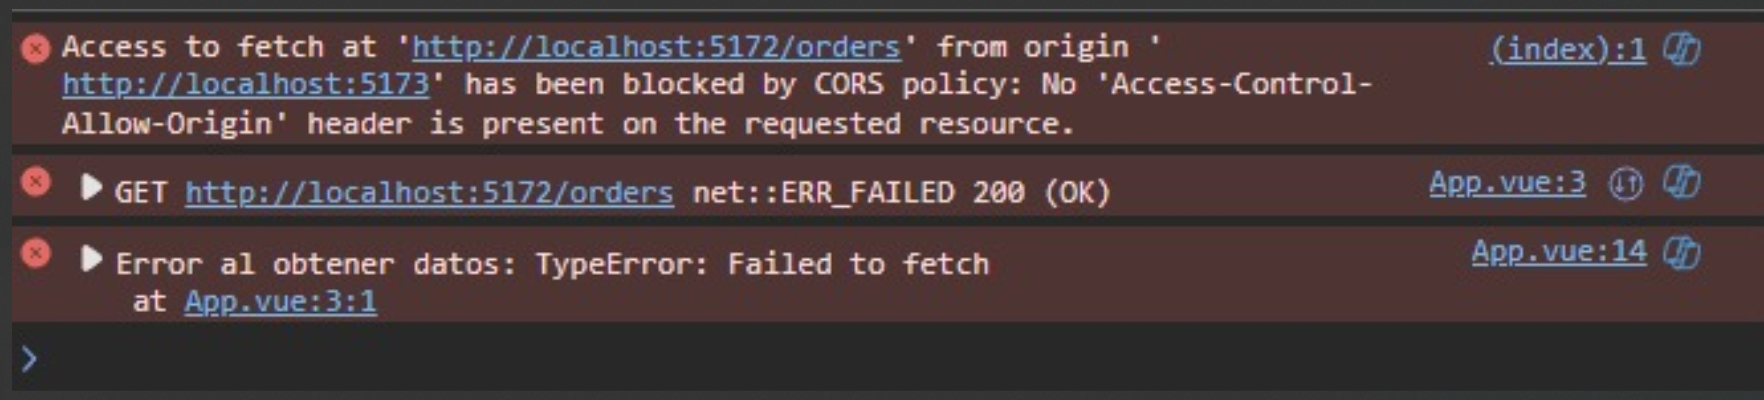 Access to fetch at 'http://localhost:5172/orders' from origin ' (index):1
http://localhost:5173' has been blocked by CORS policy: No 'Access-Control-
Allow-Origin' header is present on the requested resource.
GET http://localhost:5172/orders net::ERR_FAILED 200 (OK) App.vue:3
Error al obtener datos: TypeError: Failed to fetch App.vue:14
at App.vue:3:1